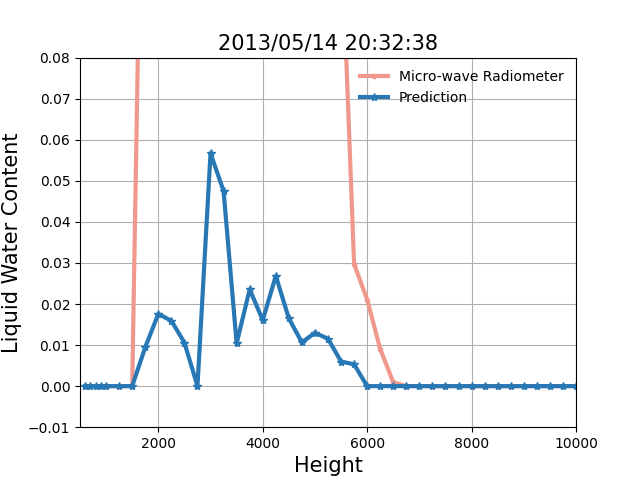 2013/05/14 20:32:38
Liquid Water Content
0.08
0.07
0.06
0.05
0.04
0.03
0.02
0.01
0.00
−0.01
Micro-wave Radiometer
Prediction
2000 4000 6000 8000 10000
Height